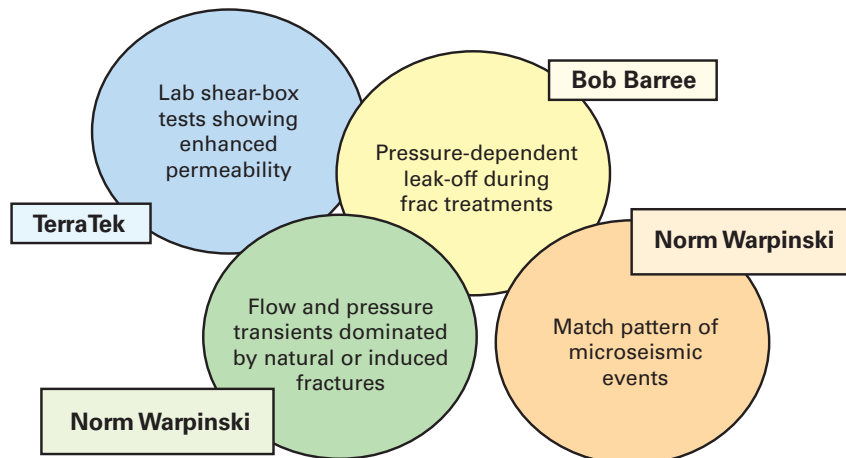 Lab shear-box
tests showing
enhanced
permeability
Bob Barree
Pressure-dependent
leak-off during
frac treatments
TerraTek
Norm Warpinski
Flow and pressure
transients dominated
by natural or induced
fractures
Match pattern of
microseismic
events
Norm Warpinski